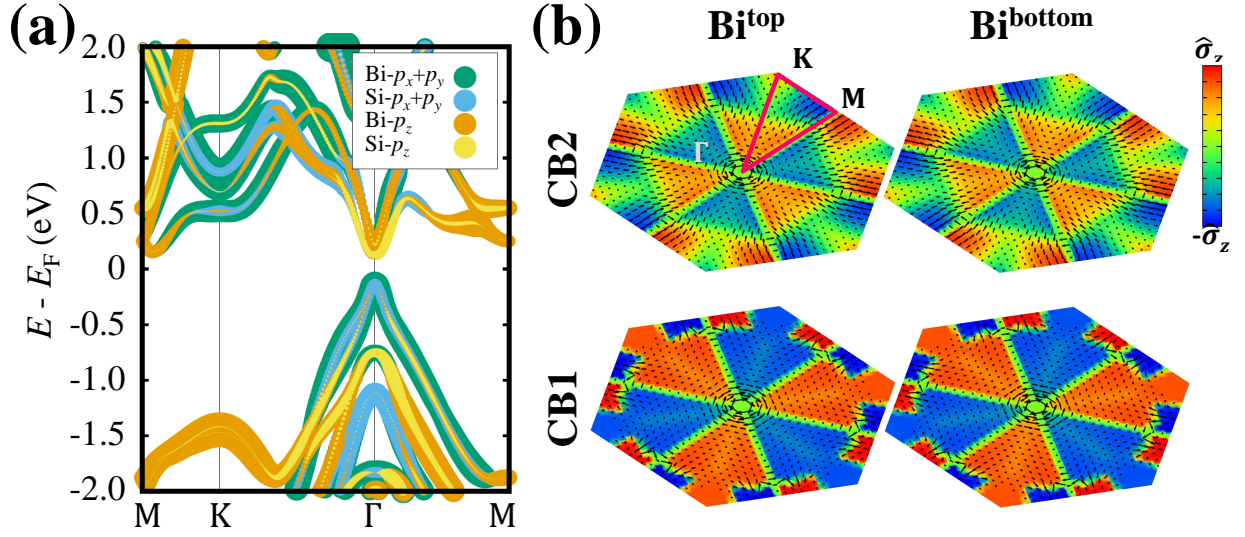 (a)
2.0
1.5
1.0
0.5
0
-0.5
-1.0
-1.5
-2.0
E - E_F (eV)
Bi-p_x+p_y
Si-p_x+p_y
Bi-p_z
Si-p_z
M K Γ M
(b)
Bi^top Bi^bottom
CB2
CB1
K
M
Γ
σ̂_z
-σ̂_z